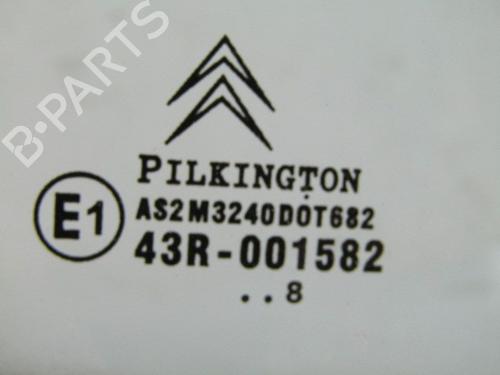 B-PARTS
PILKINGTON
E1
AS2M3240DOT682
43R-001582
..8